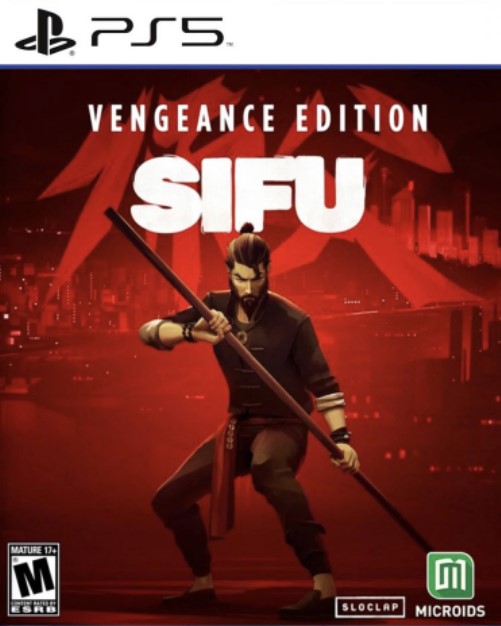 PS5
VENGEANCE EDITION
SIFU
MATURE 17+
M
CONTENT RATED BY
ESRB
SLOCLAP
MICROIDS